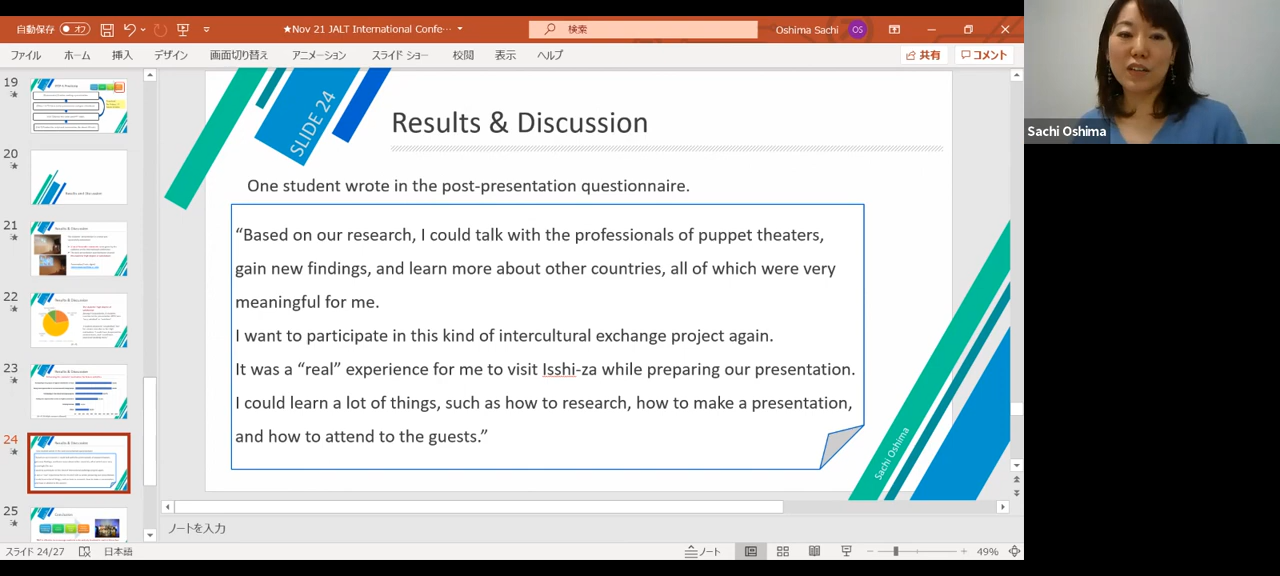 自動保存 オフ
★Nov 21 JALT International Confe…
検索
Oshima Sachi OS
ファイル ホーム 挿入 デザイン 画面切り替え アニメーション スライド ショー 校閲 表示 ヘルプ
共有 コメント
19
20
21
22
23
24
25
SLIDE 24
Results & Discussion
One student wrote in the post-presentation questionnaire.
“Based on our research, I could talk with the professionals of puppet theaters,
gain new findings, and learn more about other countries, all of which were very
meaningful for me.
I want to participate in this kind of intercultural exchange project again.
It was a “real” experience for me to visit Isshi-za while preparing our presentation.
I could learn a lot of things, such as how to research, how to make a presentation,
and how to attend to the guests.”
Sachi Oshima
ノートを入力
スライド 24/27 日本語
ノート
49%
Sachi Oshima